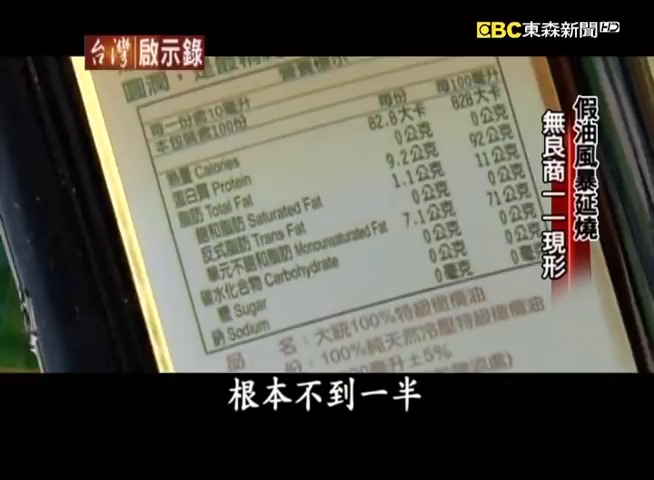 台灣啟示錄
EBC東森新聞HD
假油風暴延燒
無良商一一現形
營養標示
每一份量10毫升
本包裝含100份
每份 每100毫升
熱量 Calories 82.8大卡 828大卡
蛋白質 Protein 0公克 0公克
脂肪 Total Fat 9.2公克 92公克
飽和脂肪 Saturated Fat 1.1公克 11公克
反式脂肪 Trans Fat 0公克 0公克
單元不飽和脂肪 Monounsaturated Fat 7.1公克 71公克
碳水化合物 Carbohydrate 0公克 0公克
糖 Sugar 0公克 0公克
鈉 Sodium 0毫克 0毫
品 名：大統100%特級橄欖油
份：100%純天然冷壓特級橄欖油
毫升±5%
根本不到一半